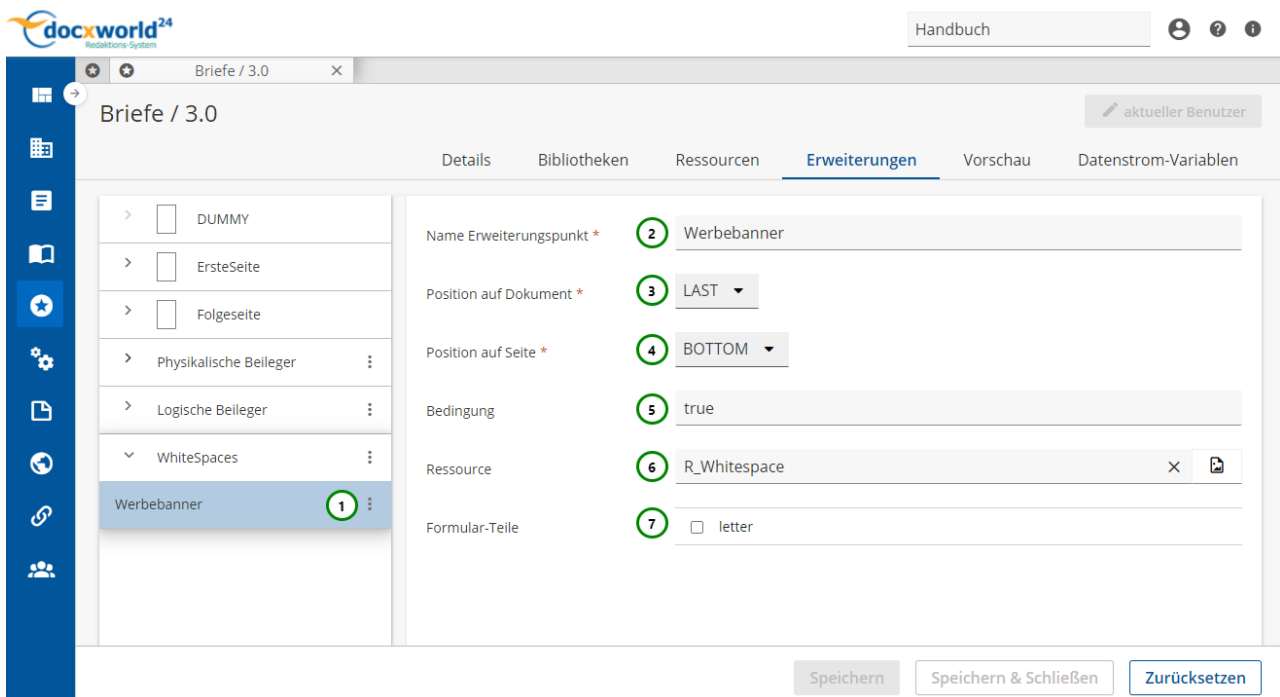 docxworld24
Redaktions-System
Handbuch
Briefe / 3.0
Briefe / 3.0
aktueller Benutzer
Details Bibliotheken Ressourcen Erweiterungen Vorschau Datenstrom-Variablen
DUMMY
ErsteSeite
Folgeseite
Physikalische Beileger
Logische Beileger
WhiteSpaces
Werbebanner 1
Name Erweiterungspunkt * 2 Werbebanner
Position auf Dokument * 3 LAST
Position auf Seite * 4 BOTTOM
Bedingung 5 true
Ressource 6 R_Whitespace
Formular-Teile 7 letter
Speichern Speichern & Schließen Zurücksetzen